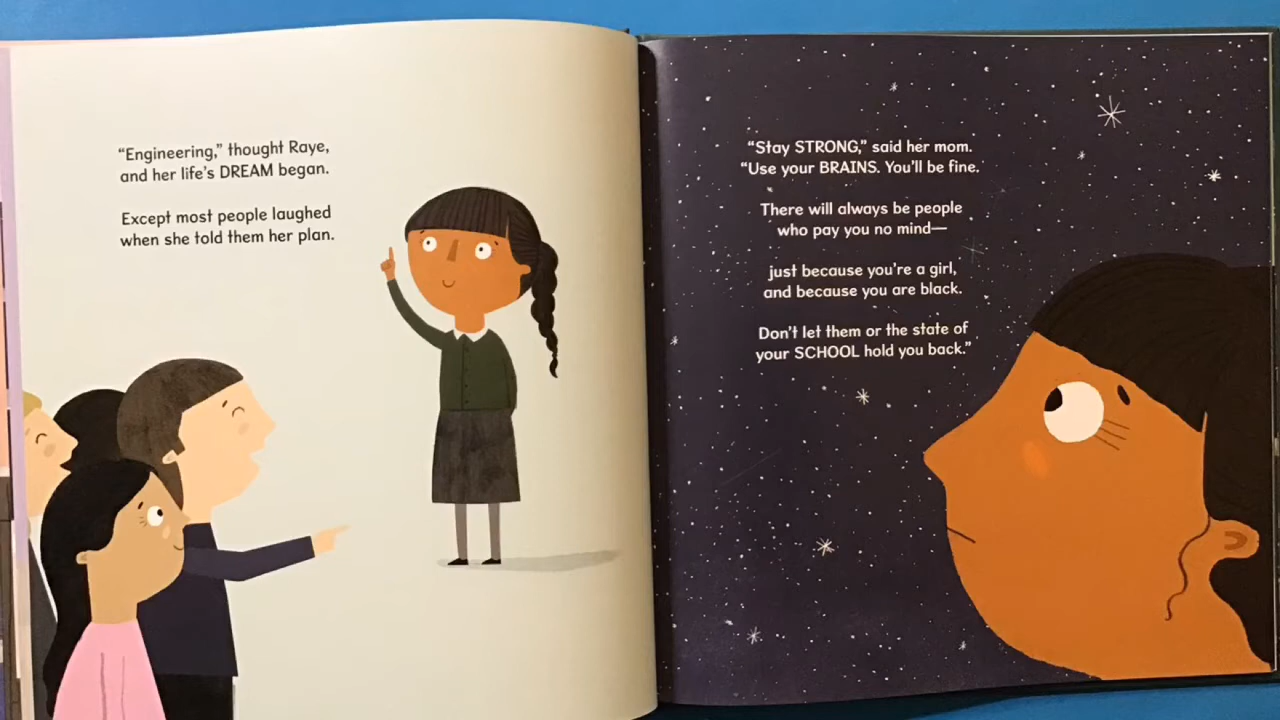 “Engineering,” thought Raye,
and her life’s DREAM began.
Except most people laughed
when she told them her plan.
“Stay STRONG,” said her mom.
“Use your BRAINS. You’ll be fine.
There will always be people
who pay you no mind—
just because you’re a girl,
and because you are black.
Don’t let them or the state of
your SCHOOL hold you back.”